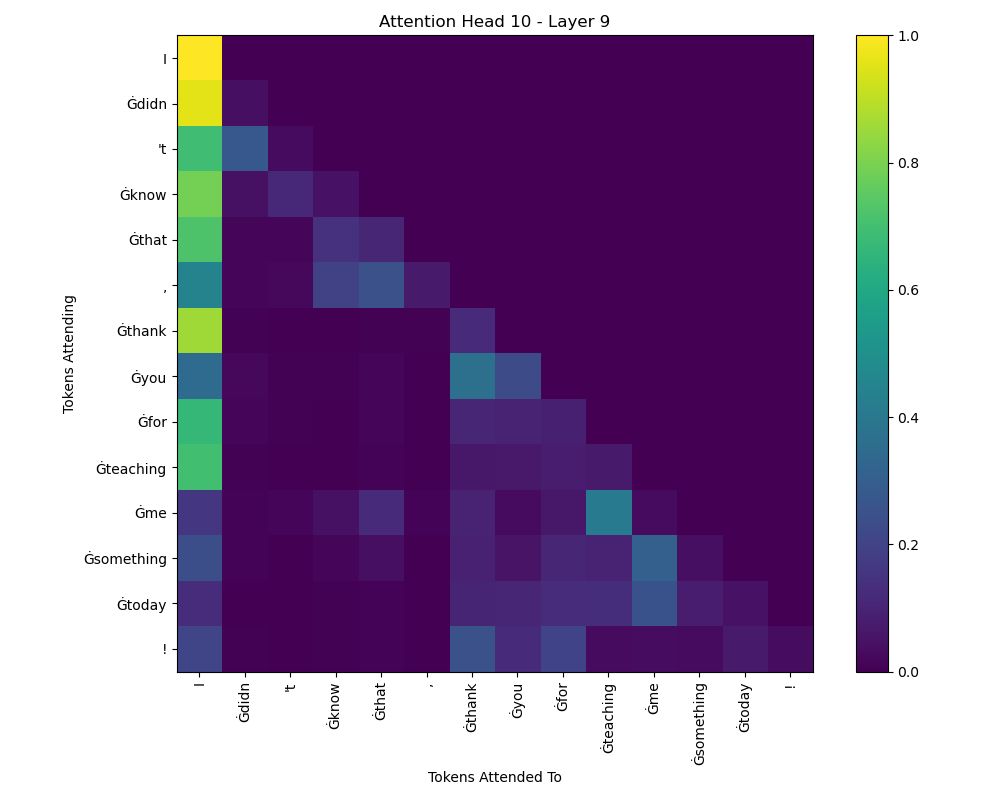 Attention Head 10 - Layer 9
Tokens Attending
I
Ġdidn
't
Ġknow
Ġthat
,
Ġthank
Ġyou
Ġfor
Ġteaching
Ġme
Ġsomething
Ġtoday
!
I
Ġdidn
't
Ġknow
Ġthat
,
Ġthank
Ġyou
Ġfor
Ġteaching
Ġme
Ġsomething
Ġtoday
!
Tokens Attended To
1.0
0.8
0.6
0.4
0.2
0.0